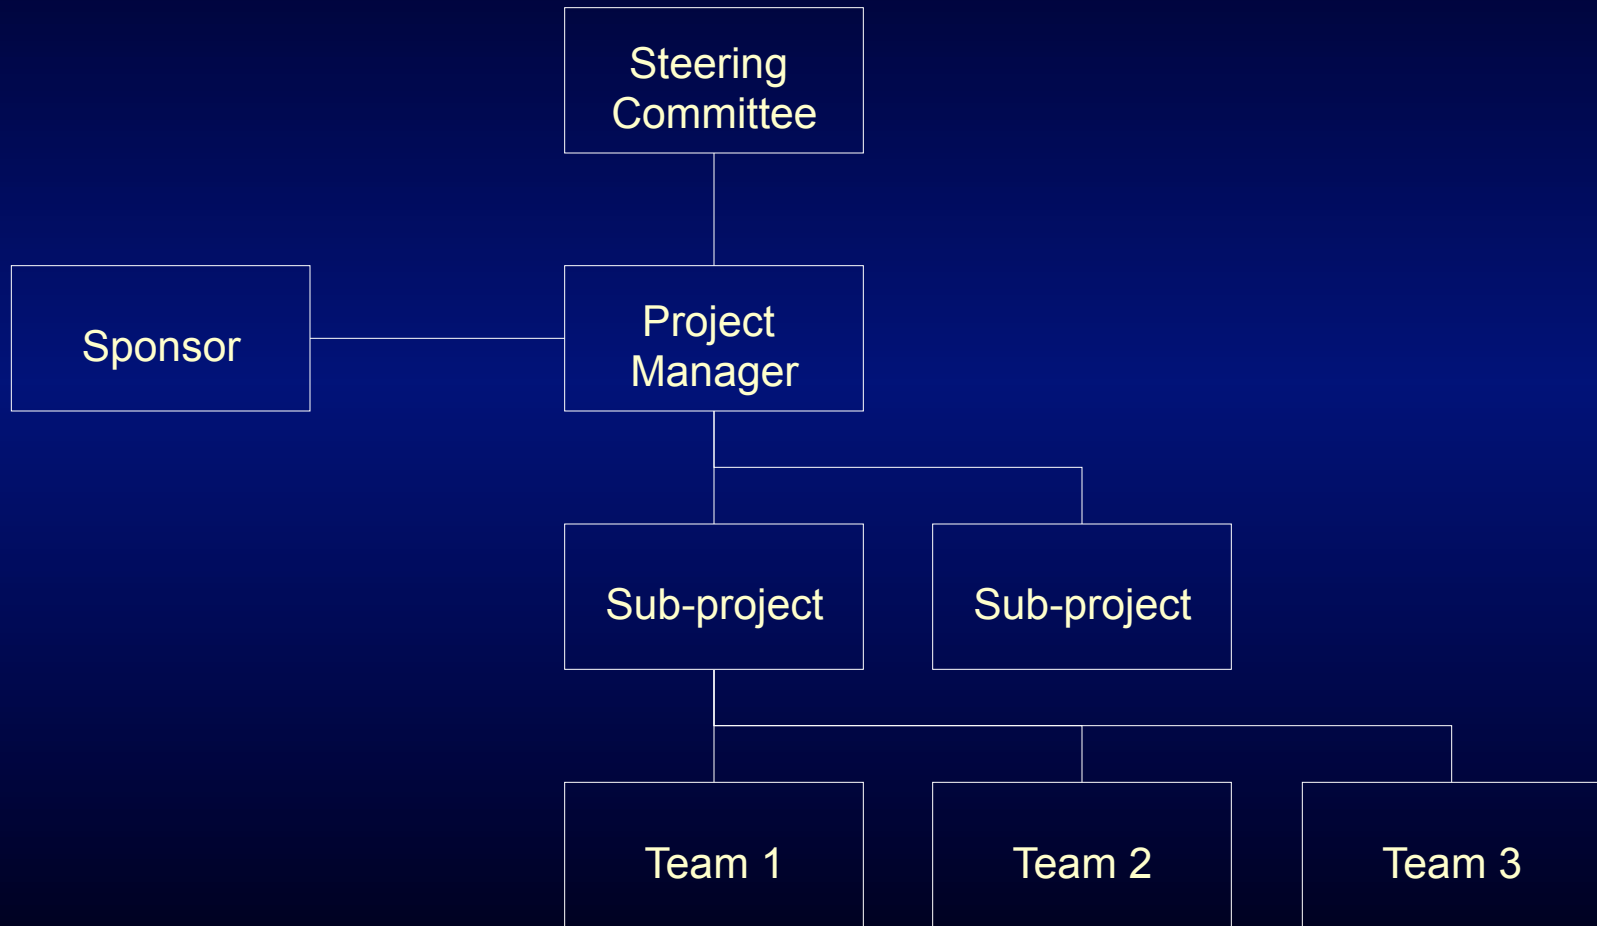 Steering
Committee
Sponsor
Project
Manager
Sub-project
Sub-project
Team 1
Team 2
Team 3